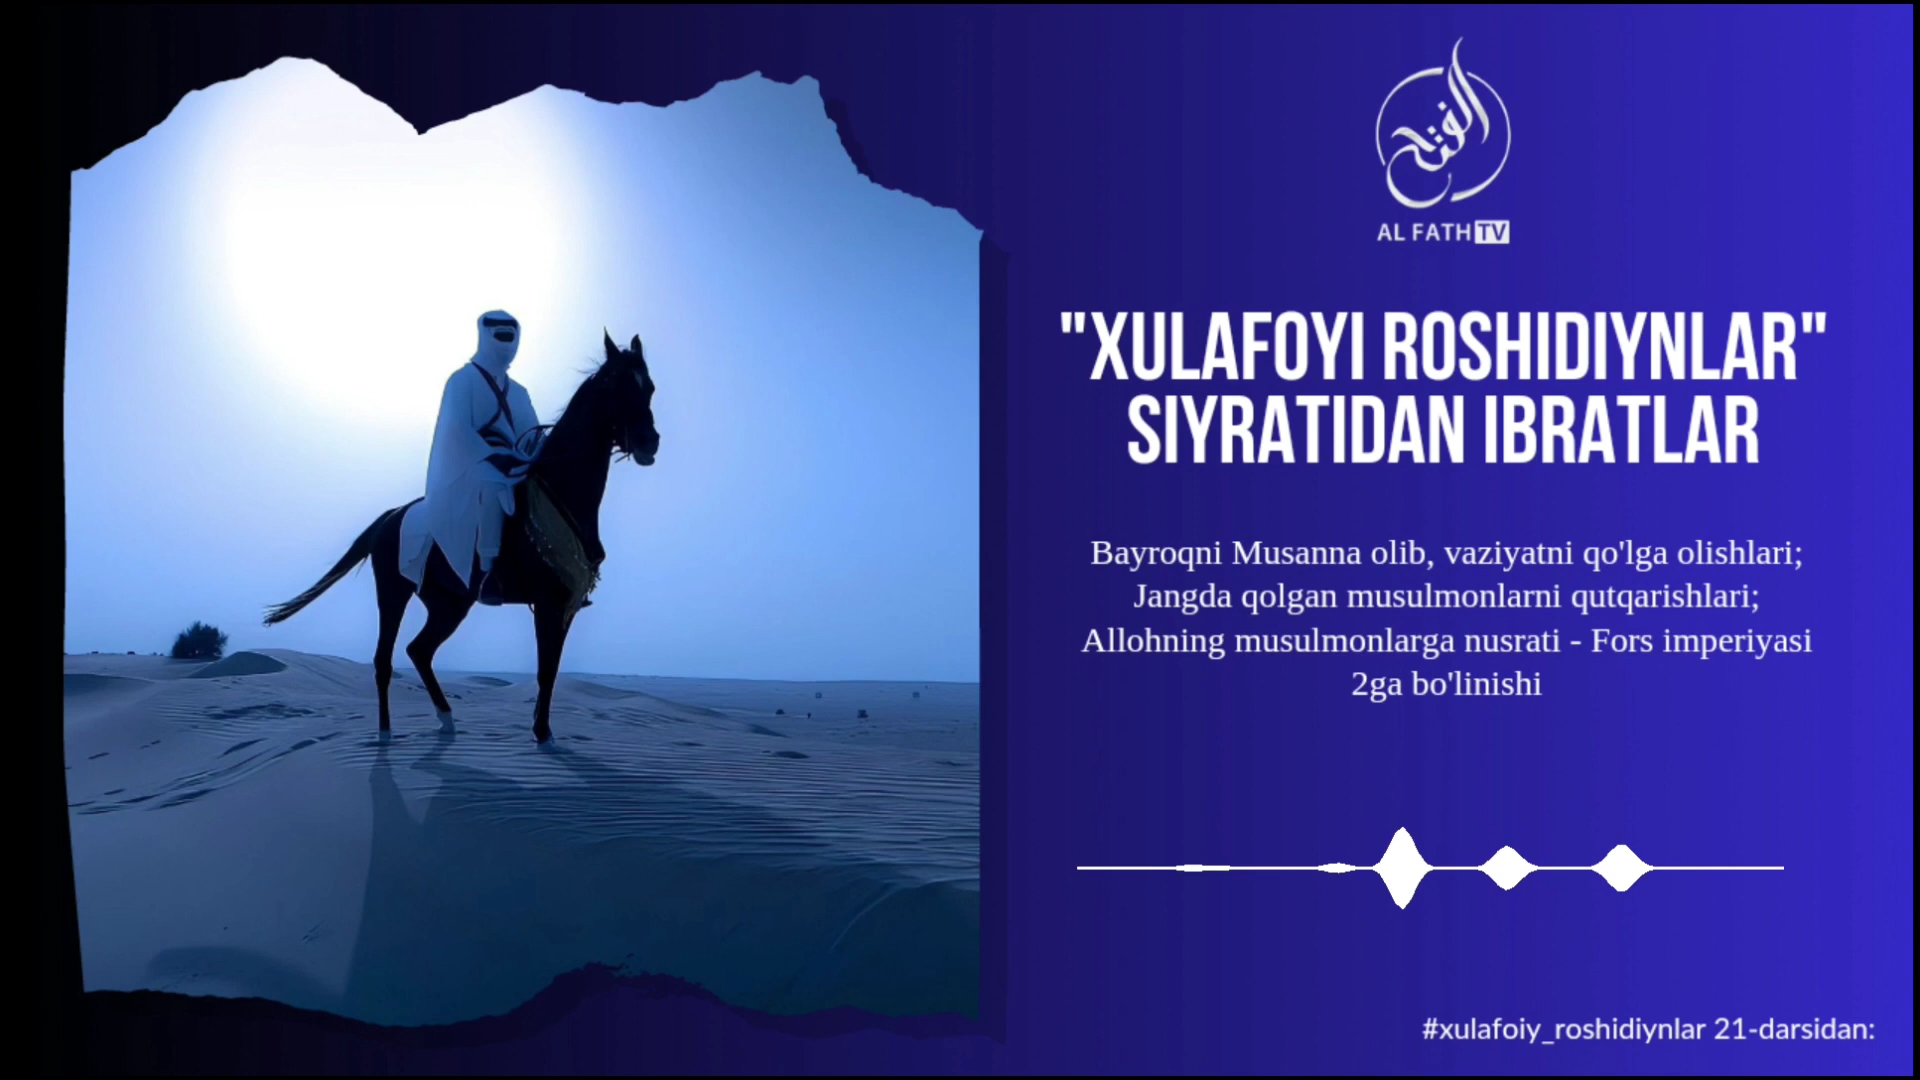 الفتح
AL FATH TV
"XULAFOYI ROSHIDIYNLAR"
SIYRATIDAN IBRATLAR
Bayroqni Musanna olib, vaziyatni qo'lga olishlari;
Jangda qolgan musulmonlarni qutqarishlari;
Allohning musulmonlarga nusrati - Fors imperiyasi
2ga bo'linishi
#xulafoiy_roshidiynlar 21-darsidan: